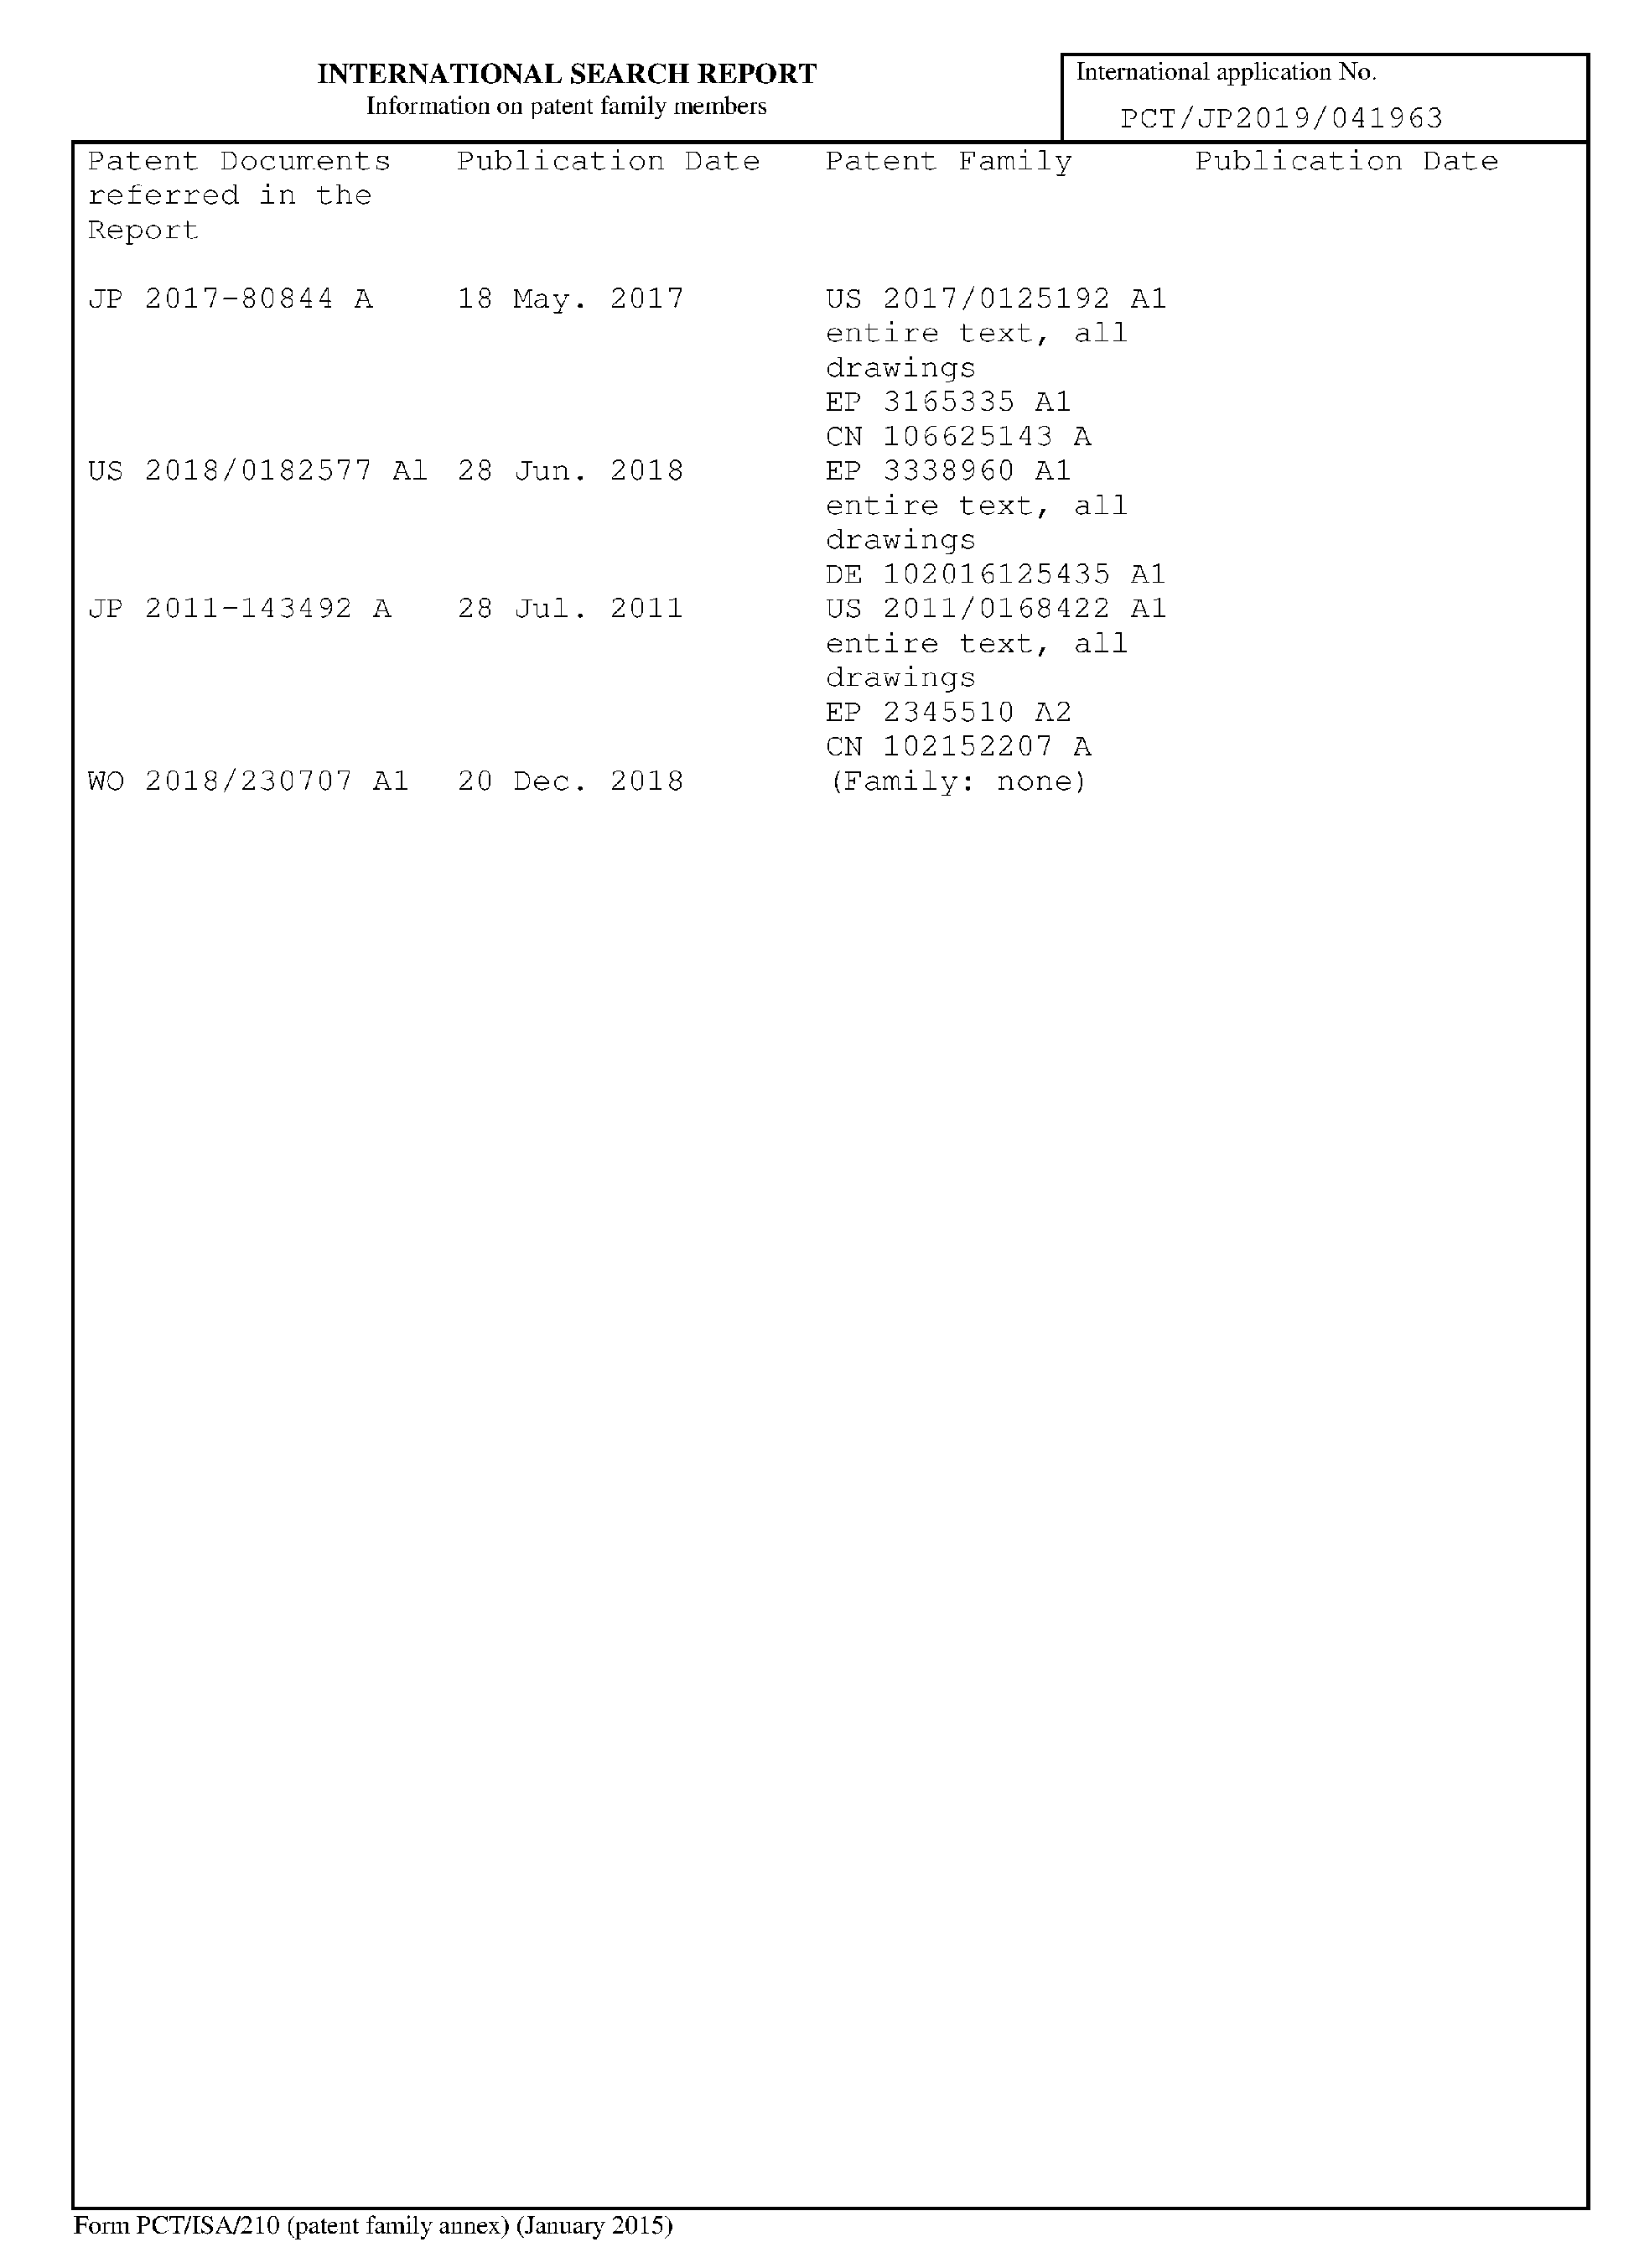 INTERNATIONAL SEARCH REPORT
Information on patent family members
International application No.
PCT/JP2019/041963
Patent Documents Publication Date Patent Family Publication Date
referred in the
Report
JP 2017-80844 A 18 May. 2017 US 2017/0125192 A1
entire text, all
drawings
EP 3165335 A1
CN 106625143 A
US 2018/0182577 A1 28 Jun. 2018 EP 3338960 A1
entire text, all
drawings
DE 102016125435 A1
JP 2011-143492 A 28 Jul. 2011 US 2011/0168422 A1
entire text, all
drawings
EP 2345510 A2
CN 102152207 A
WO 2018/230707 A1 20 Dec. 2018 (Family: none)
Form PCT/ISA/210 (patent family annex) (January 2015)